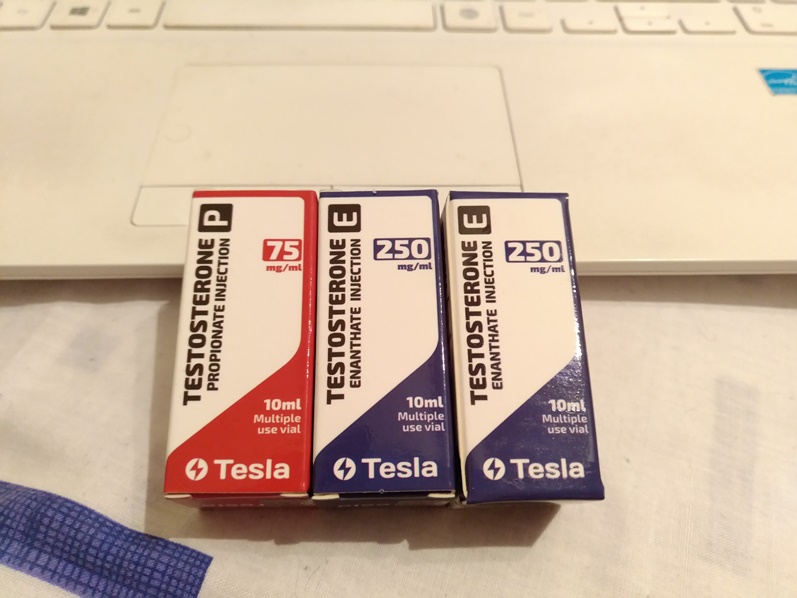 TESTOSTERONE P
PROPIONATE INJECTION
75
mg/ml
10ml
Multiple
use vial
Tesla
TESTOSTERONE E
ENANTHATE INJECTION
250
mg/ml
10ml
Multiple
use vial
Tesla
TESTOSTERONE E
ENANTHATE INJECTION
250
mg/ml
10ml
Multiple
use vial
Tesla